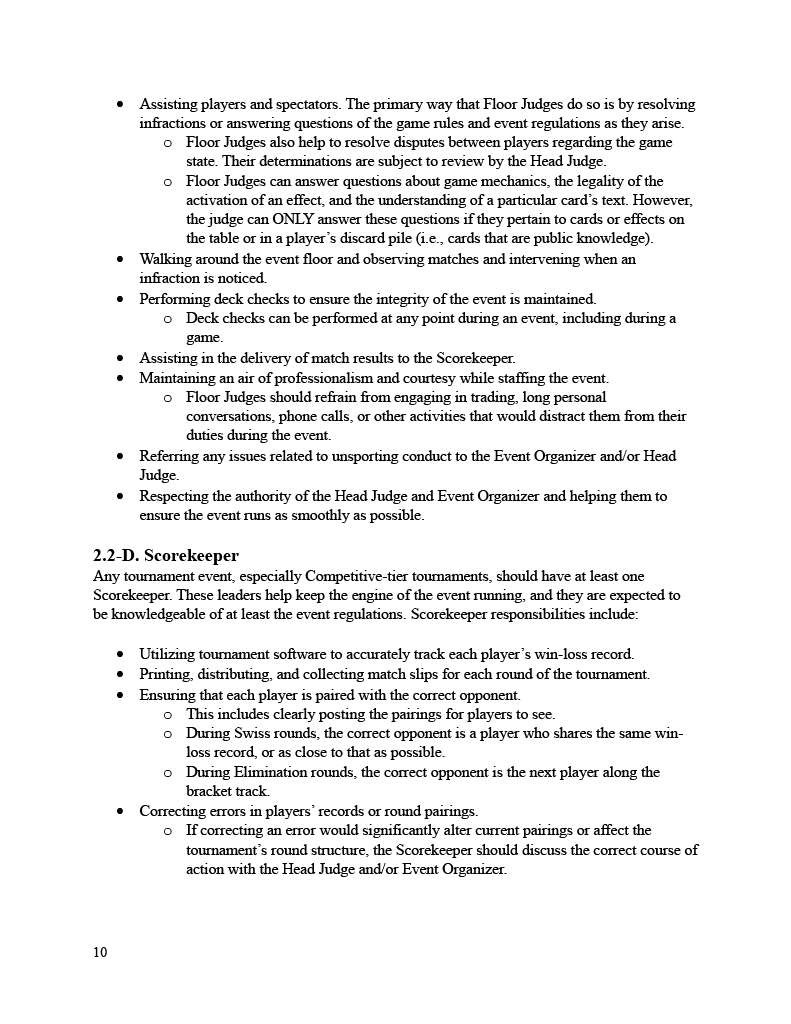 • Assisting players and spectators. The primary way that Floor Judges do so is by resolving
infractions or answering questions of the game rules and event regulations as they arise.
o Floor Judges also help to resolve disputes between players regarding the game
state. Their determinations are subject to review by the Head Judge.
o Floor Judges can answer questions about game mechanics, the legality of the
activation of an effect, and the understanding of a particular card’s text. However,
the judge can ONLY answer these questions if they pertain to cards or effects on
the table or in a player’s discard pile (i.e., cards that are public knowledge).
• Walking around the event floor and observing matches and intervening when an
infraction is noticed.
• Performing deck checks to ensure the integrity of the event is maintained.
o Deck checks can be performed at any point during an event, including during a
game.
• Assisting in the delivery of match results to the Scorekeeper.
• Maintaining an air of professionalism and courtesy while staffing the event.
o Floor Judges should refrain from engaging in trading, long personal
conversations, phone calls, or other activities that would distract them from their
duties during the event.
• Referring any issues related to unsporting conduct to the Event Organizer and/or Head
Judge.
• Respecting the authority of the Head Judge and Event Organizer and helping them to
ensure the event runs as smoothly as possible.
2.2-D. Scorekeeper
Any tournament event, especially Competitive-tier tournaments, should have at least one
Scorekeeper. These leaders help keep the engine of the event running, and they are expected to
be knowledgeable of at least the event regulations. Scorekeeper responsibilities include:
• Utilizing tournament software to accurately track each player’s win-loss record.
• Printing, distributing, and collecting match slips for each round of the tournament.
• Ensuring that each player is paired with the correct opponent.
o This includes clearly posting the pairings for players to see.
o During Swiss rounds, the correct opponent is a player who shares the same win-
loss record, or as close to that as possible.
o During Elimination rounds, the correct opponent is the next player along the
bracket track.
• Correcting errors in players’ records or round pairings.
o If correcting an error would significantly alter current pairings or affect the
tournament’s round structure, the Scorekeeper should discuss the correct course of
action with the Head Judge and/or Event Organizer.
10